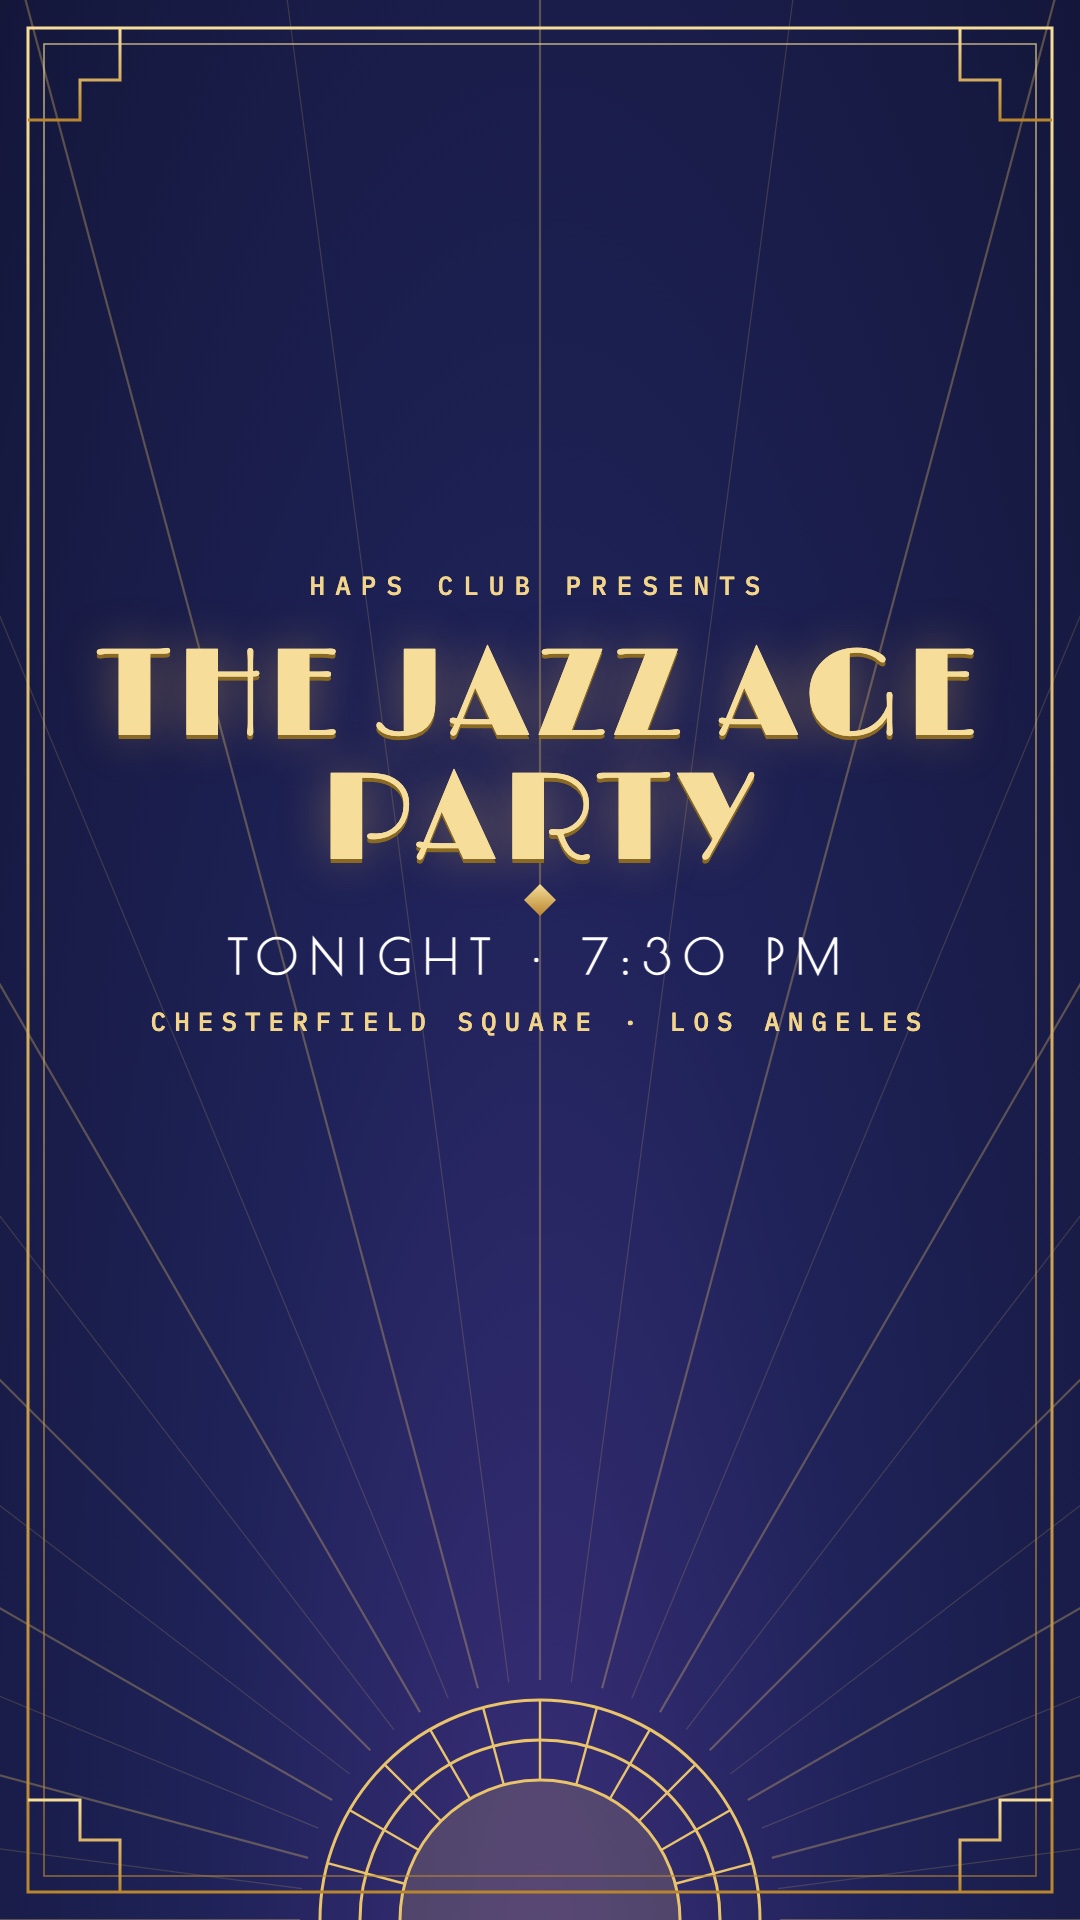 HAPS CLUB PRESENTS
THE JAZZ AGE
PARTY
TONIGHT · 7:30 PM
CHESTERFIELD SQUARE · LOS ANGELES